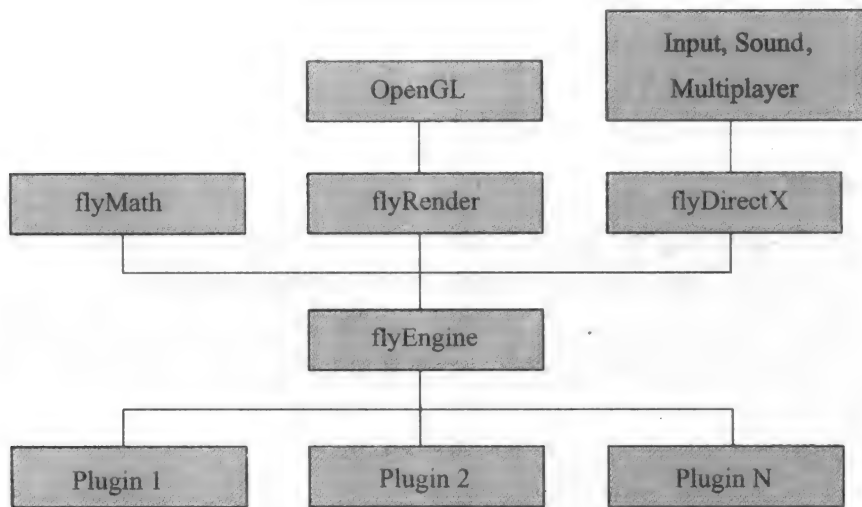 Input, Sound,
Multiplayer
OpenGL
flyMath
flyRender
flyDirectX
flyEngine
Plugin 1
Plugin 2
Plugin N